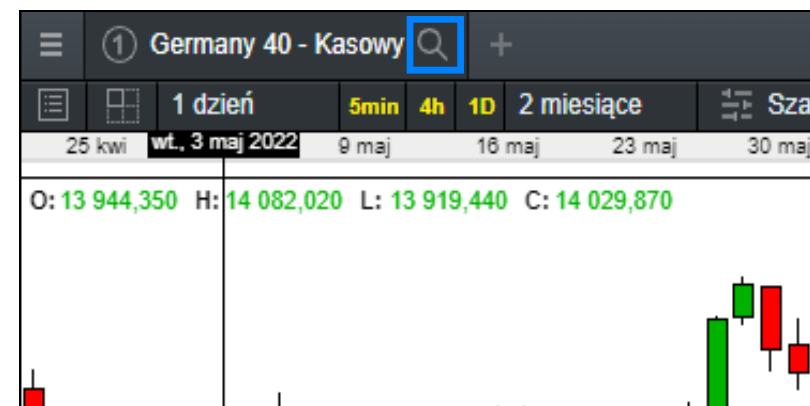 1 Germany 40 - Kasowy
1 dzień 5min 4h 1D 2 miesiące Sza
25 kwi wt., 3 maj 2022 9 maj 16 maj 23 maj 30 maj
O: 13 944,350 H: 14 082,020 L: 13 919,440 C: 14 029,870